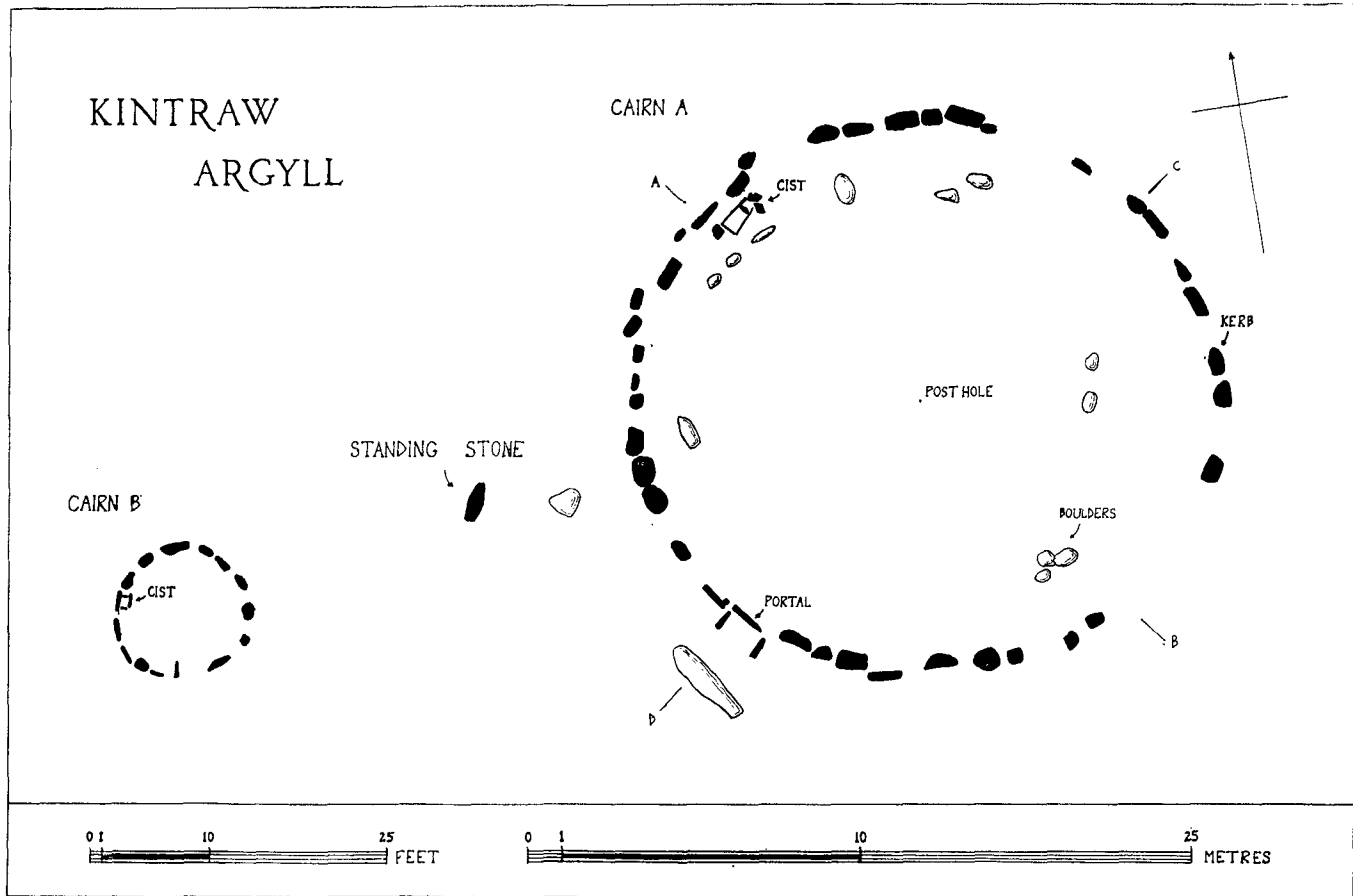 KINTRAW
ARGYLL
CAIRN A
A
CIST
C
KERB
POST HOLE
STANDING STONE
CAIRN B
BOULDERS
CIST
PORTAL
B
D
0 1 10 25 FEET
0 1 10 25 METRES